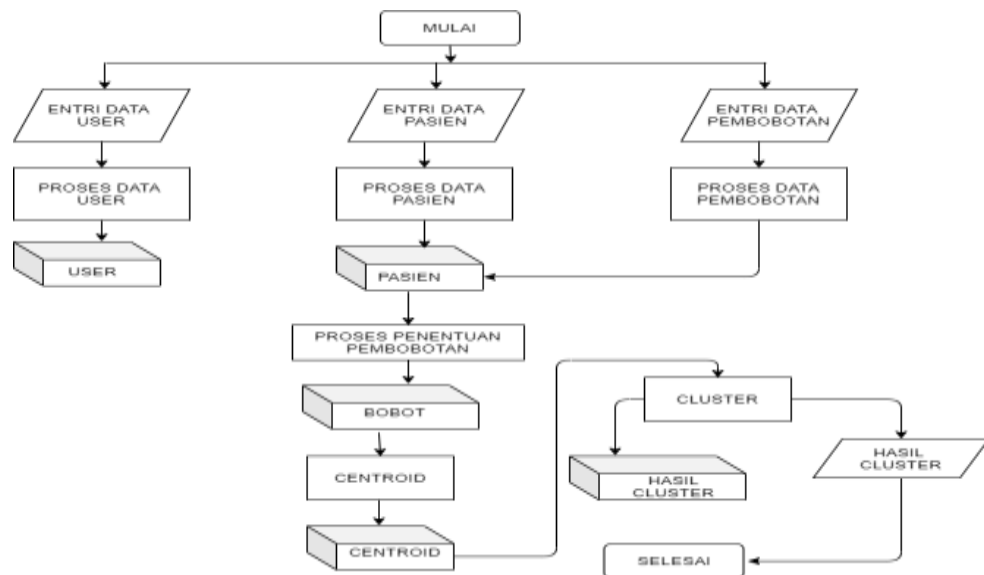 MULAI
ENTRI DATA
USER
ENTRI DATA
PASIEN
ENTRI DATA
PEMBOBOTAN
PROSES DATA
USER
PROSES DATA
PASIEN
PROSES DATA
PEMBOBOTAN
USER
PASIEN
PROSES PENENTUAN
PEMBOBOTAN
BOBOT
CLUSTER
CENTROID
HASIL
CLUSTER
HASIL
CLUSTER
CENTROID
SELESAI